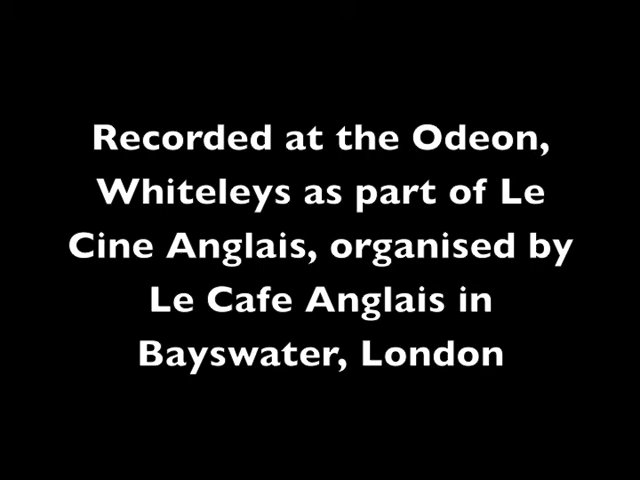 Recorded at the Odeon,
Whiteleys as part of Le
Cine Anglais, organised by
Le Cafe Anglais in
Bayswater, London